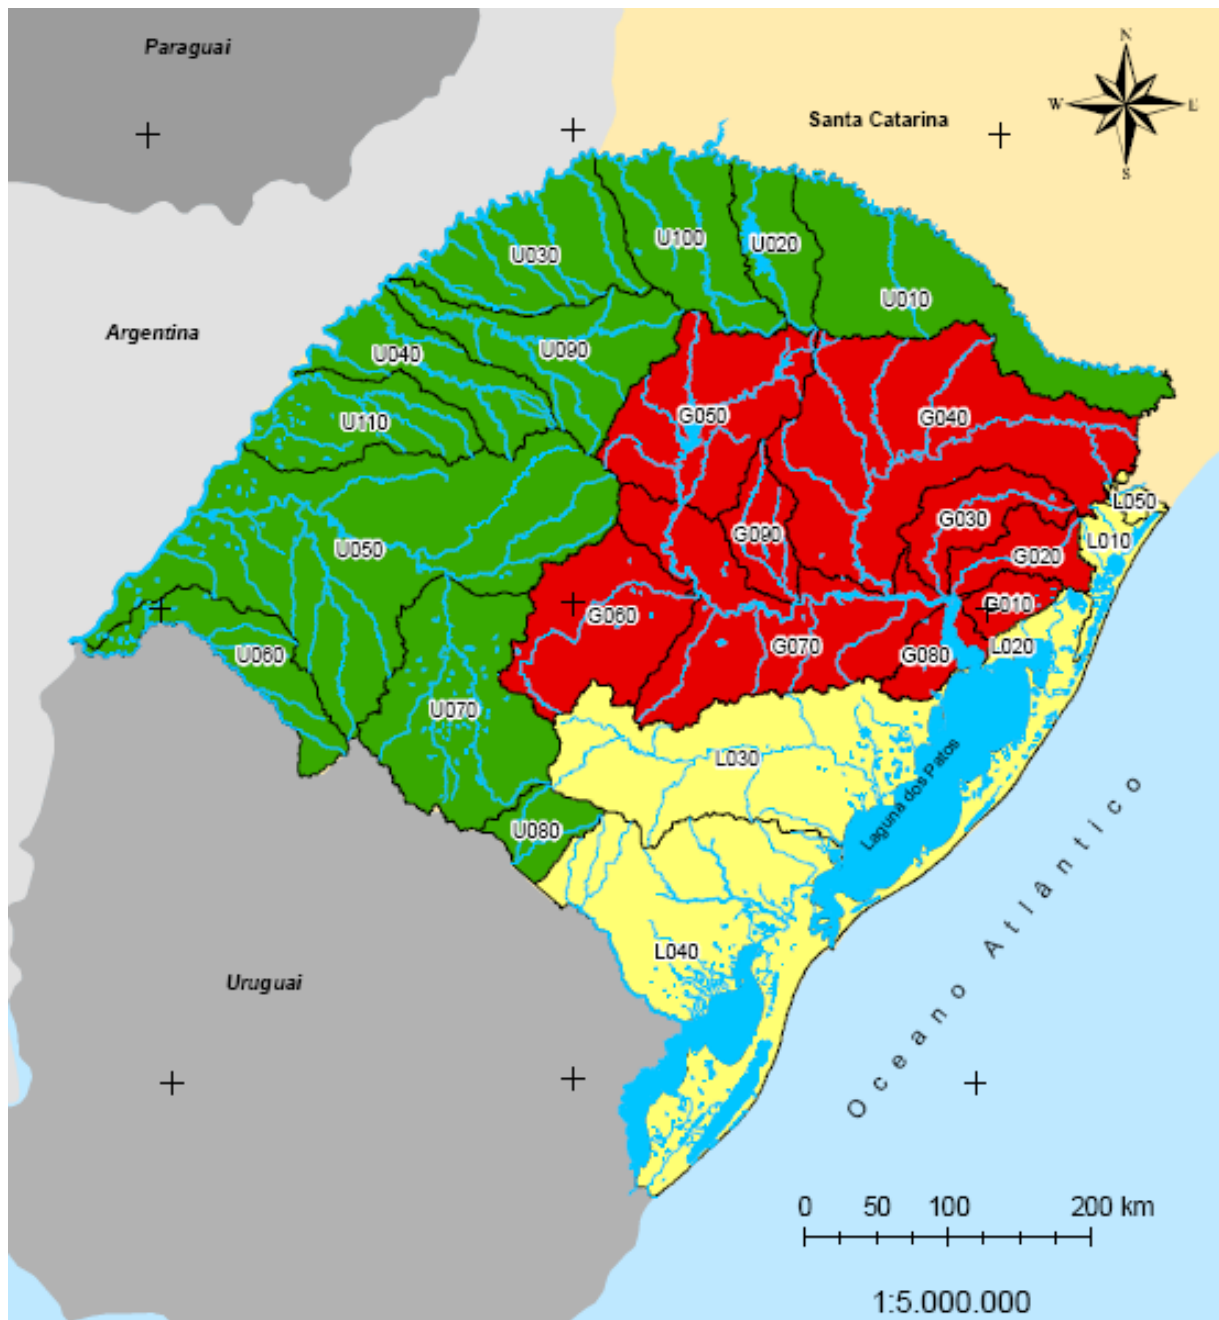 Paraguai
N
W
E
S
Santa Catarina
U100
U020
U030
U010
Argentina
U040
U090
U110
G050
G040
L050
G030
G090
L010
U050
G020
G010
G060
G070
L020
U060
G080
U070
L030
Laguna dos Patos
U080
L040
Uruguai
Oceano Atlântico
0 50 100 200 km
1:5.000.000